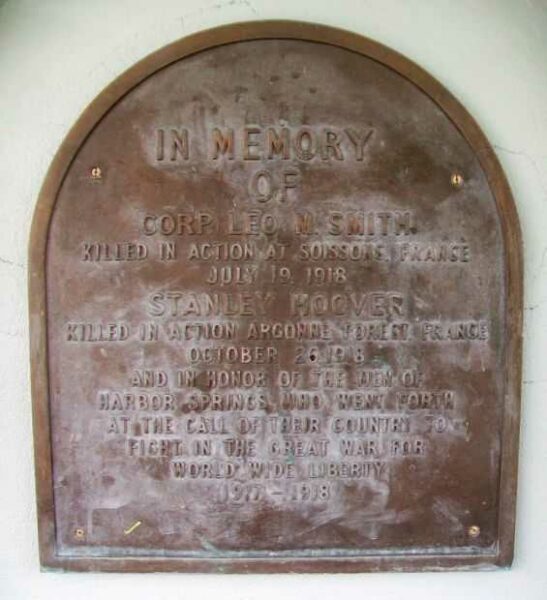 IN MEMORY
OF
CORP. LEO M. SMITH
KILLED IN ACTION AT SOISSONS, FRANCE
JULY 19, 1918
STANLEY HOOVER
KILLED IN ACTION ARGONNE FOREST, FRANCE
OCTOBER 26 1918
AND IN HONOR OF THE MEN OF
HARBOR SPRINGS WHO WENT FORTH
AT THE CALL OF THEIR COUNTRY TO
FIGHT IN THE GREAT WAR FOR
WORLD WIDE LIBERTY
1917 - 1918